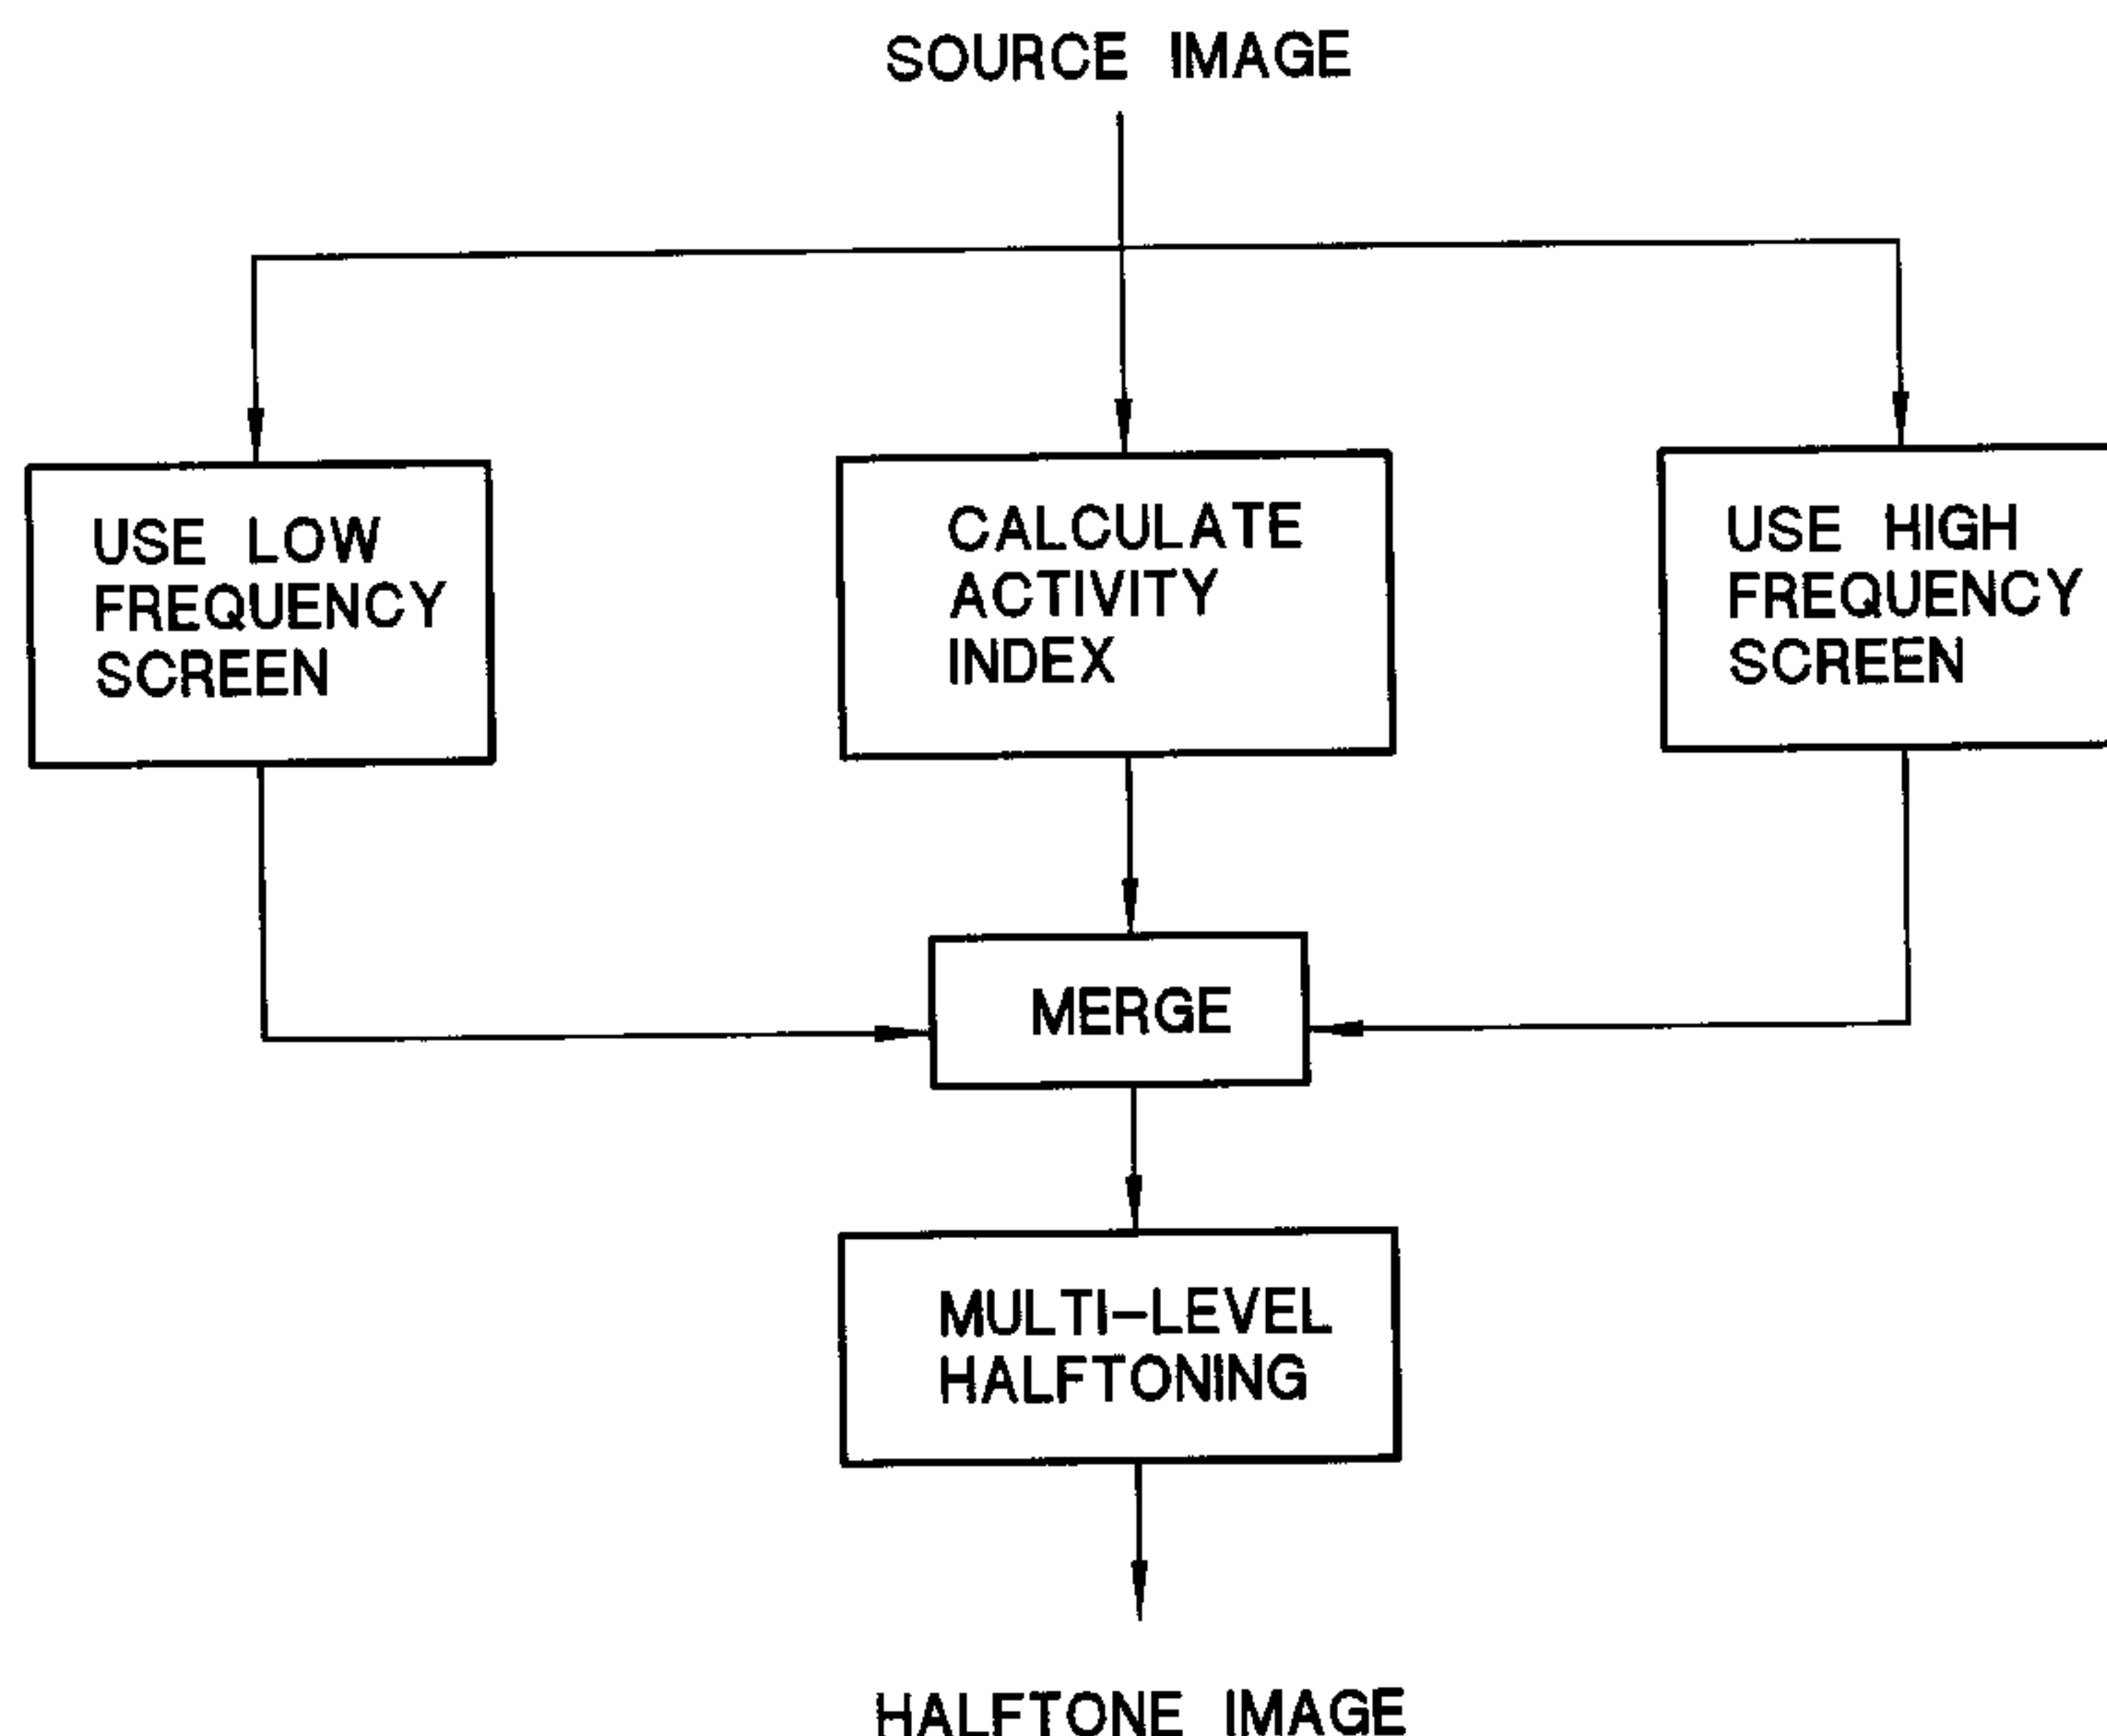 SOURCE IMAGE
USE LOW
FREQUENCY
SCREEN
CALCULATE
ACTIVITY
INDEX
USE HIGH
FREQUENCY
SCREEN
MERGE
MULTI-LEVEL
HALFTONING
HALFTONE IMAGE